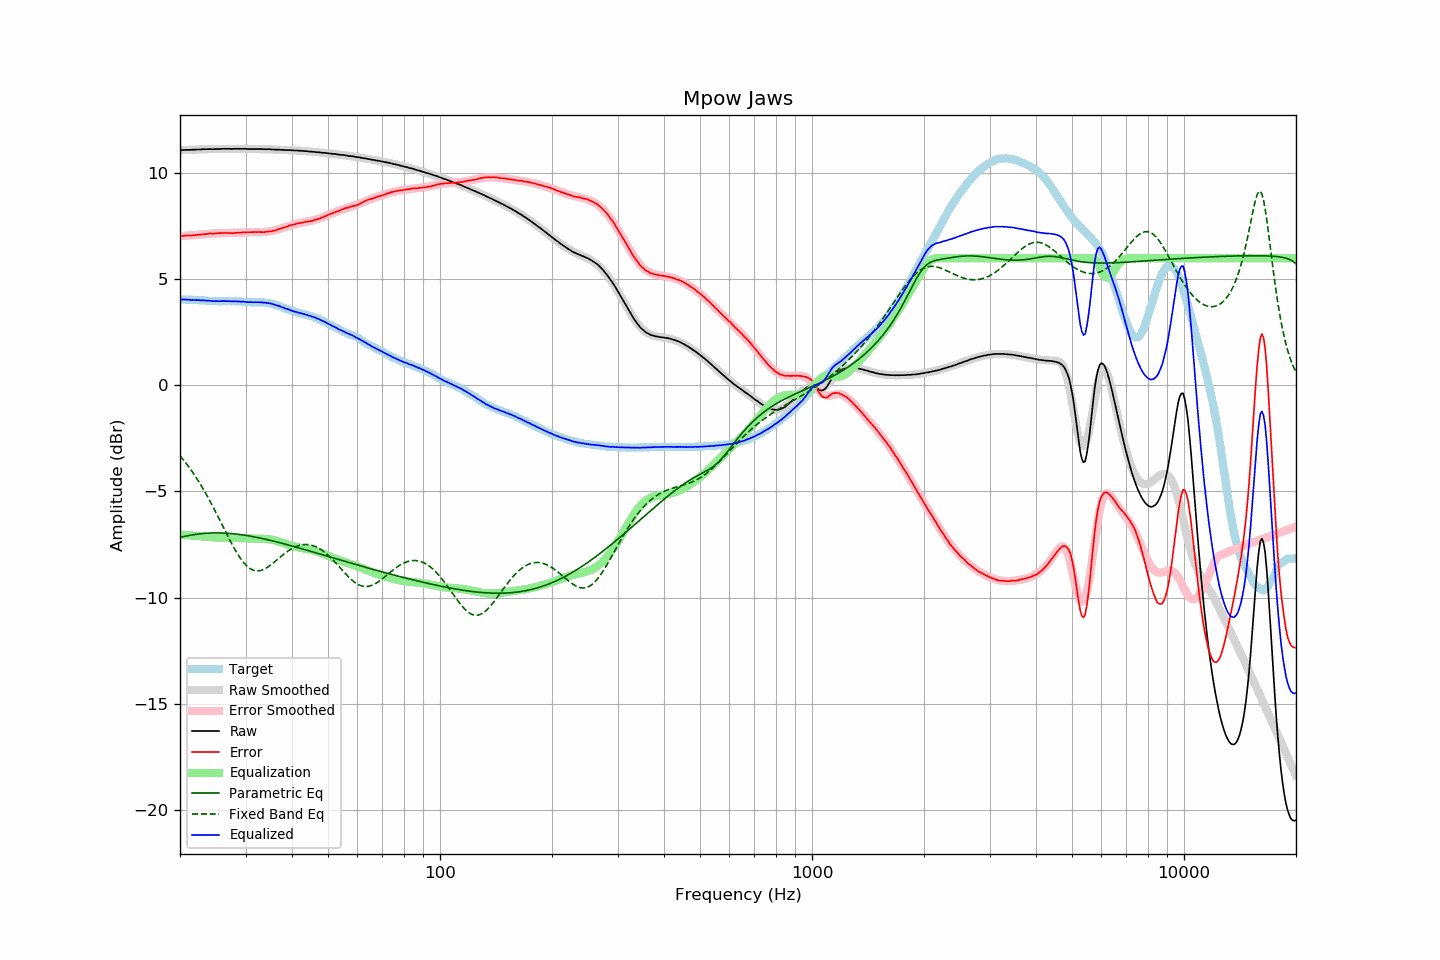 Mpow Jaws
Amplitude (dBr)
10
5
0
−5
−10
−15
−20
Target
Raw Smoothed
Error Smoothed
Raw
Error
Equalization
Parametric Eq
Fixed Band Eq
Equalized
100
1000
10000
Frequency (Hz)